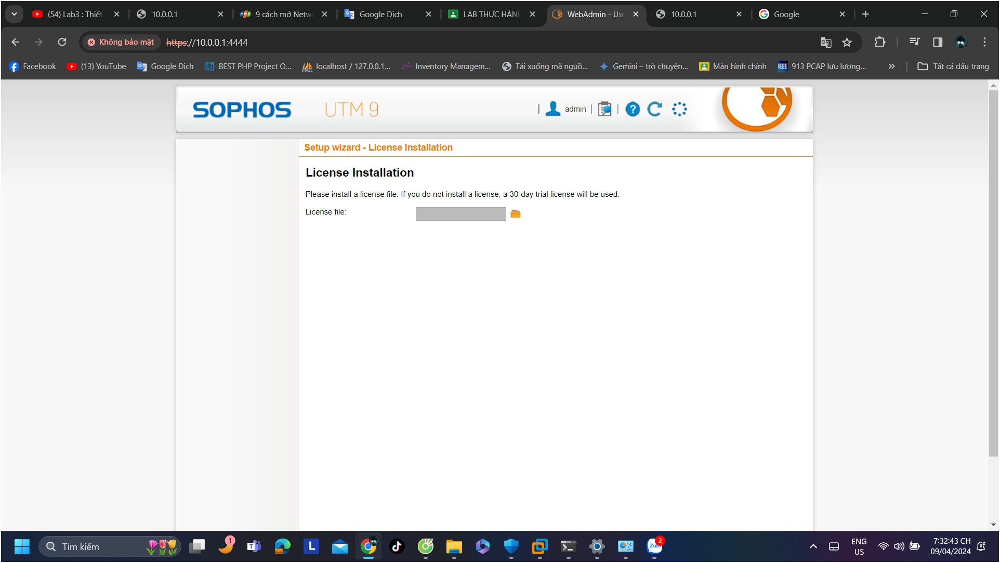 (54) Lab3 : Thiết
10.0.0.1
9 cách mở Netw
Google Dịch
LAB THỰC HÀNH
WebAdmin - Use
10.0.0.1
Google
Không bảo mật
https://10.0.0.1:4444
Facebook
(13) YouTube
Google Dịch
BEST PHP Project O...
localhost / 127.0.0.1...
Inventory Managem...
Tải xuống mã nguồ...
Gemini – trò chuyện...
Màn hình chính
IEEE
913 PCAP lưu lượng...
Tất cả dấu trang
SOPHOS
UTM 9
admin
Setup wizard - License Installation
License Installation
Please install a license file. If you do not install a license, a 30-day trial license will be used.
License file:
Tìm kiếm
1
L
Zalo
2
ENG
US
7:32:43 CH
09/04/2024